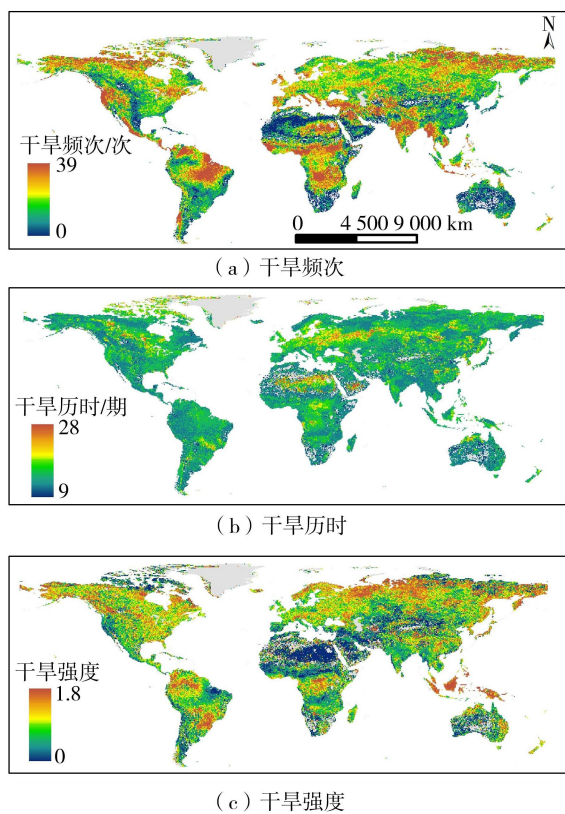 N
干旱频次/次
39
0
0 4 500 9 000 km
（a）干旱频次
干旱历时/期
28
9
（b）干旱历时
干旱强度
1.8
0
（c）干旱强度